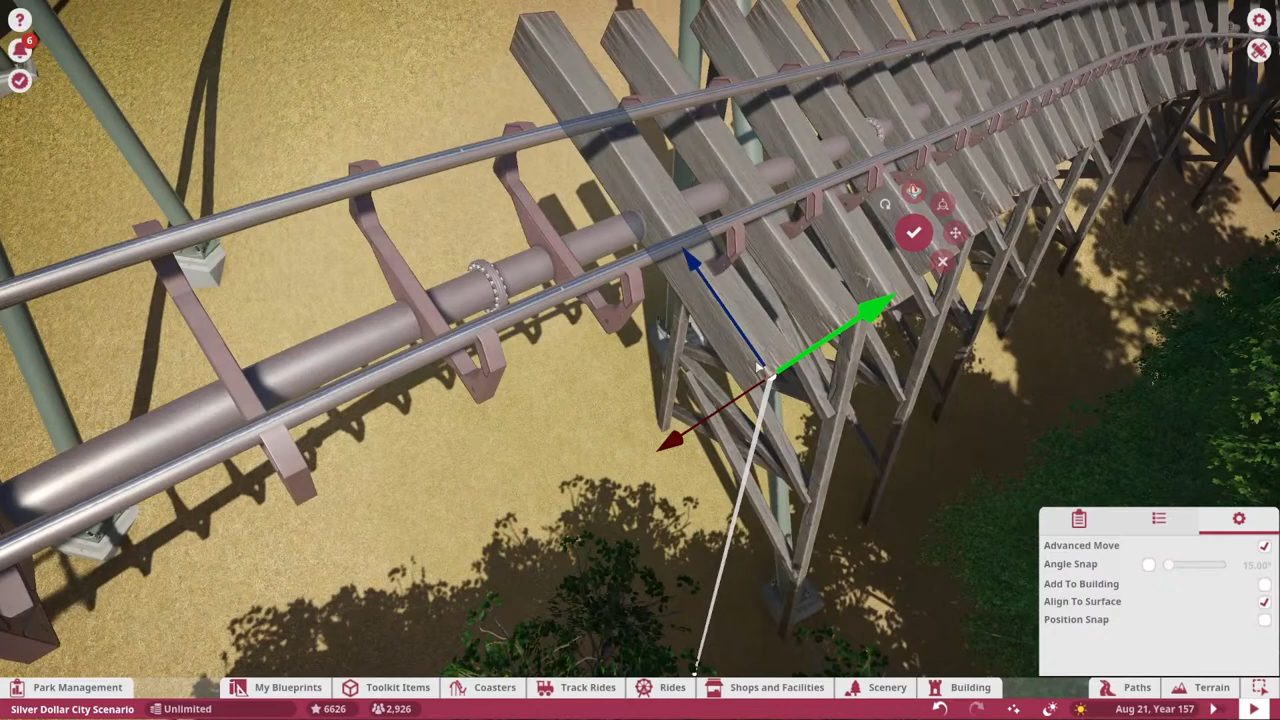 ?
6
Advanced Move
Angle Snap 15.00°
Add To Building
Align To Surface
Position Snap
Park Management My Blueprints Toolkit Items Coasters Track Rides Rides Shops and Facilities Scenery Building Paths Terrain
Silver Dollar City Scenario Unlimited 6626 2,926 Aug 21, Year 157